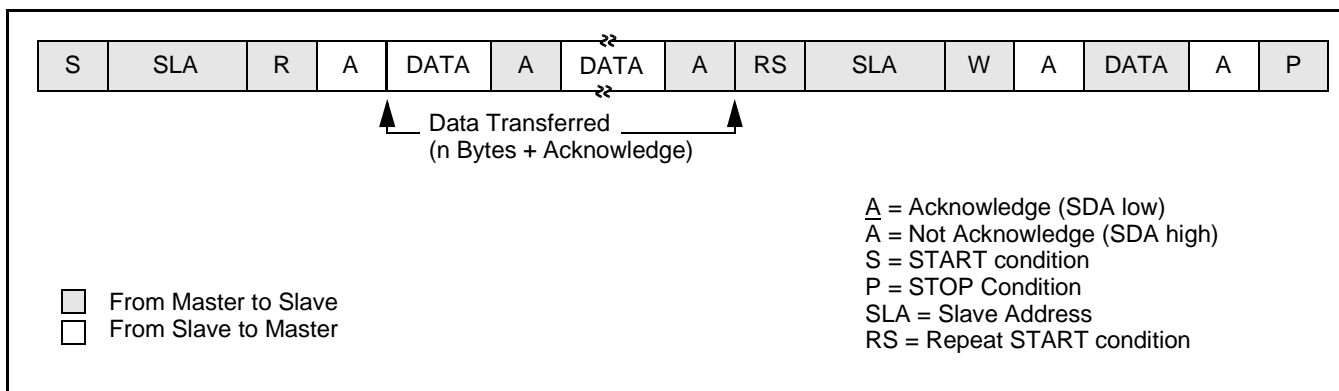 S SLA R A DATA A DATA A RS SLA W A DATA A P
Data Transferred
(n Bytes + Acknowledge)
A = Acknowledge (SDA low)
A = Not Acknowledge (SDA high)
S = START condition
P = STOP Condition
SLA = Slave Address
RS = Repeat START condition
From Master to Slave
From Slave to Master